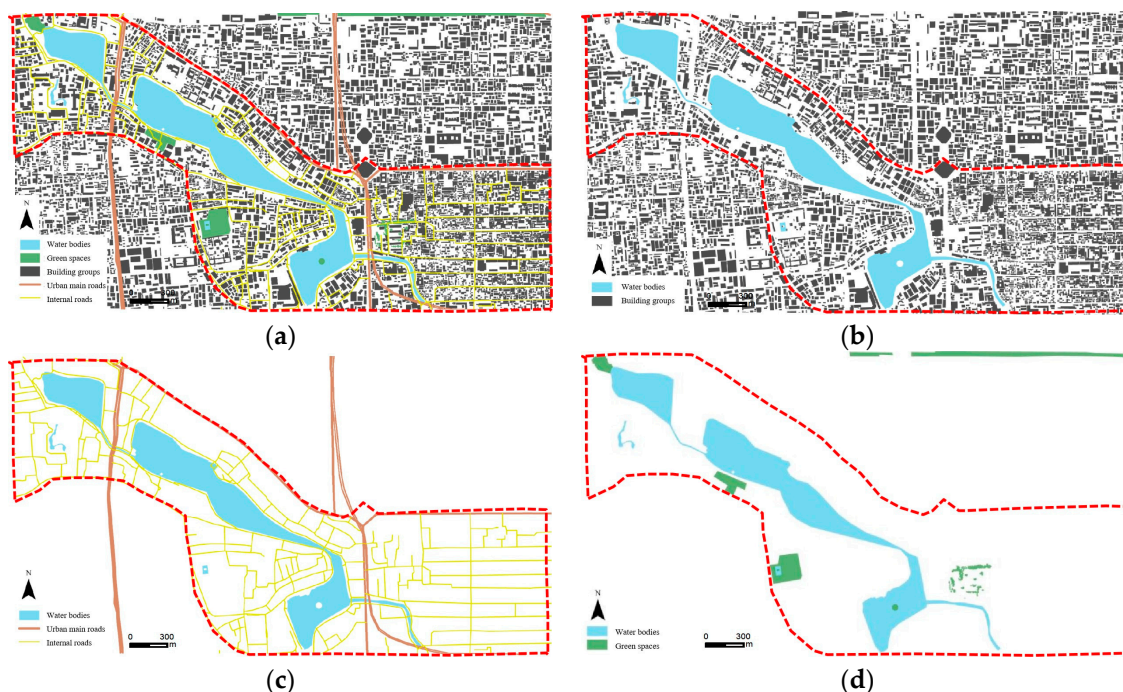 N
Water bodies
Green spaces
Building groups
Urban main roads
Internal roads
m
(a)
N
Water bodies
Building groups
300
m
(b)
N
Water bodies
Urban main roads
Internal roads
0 300
m
(c)
N
Water bodies
Green spaces
0 300
m
(d)